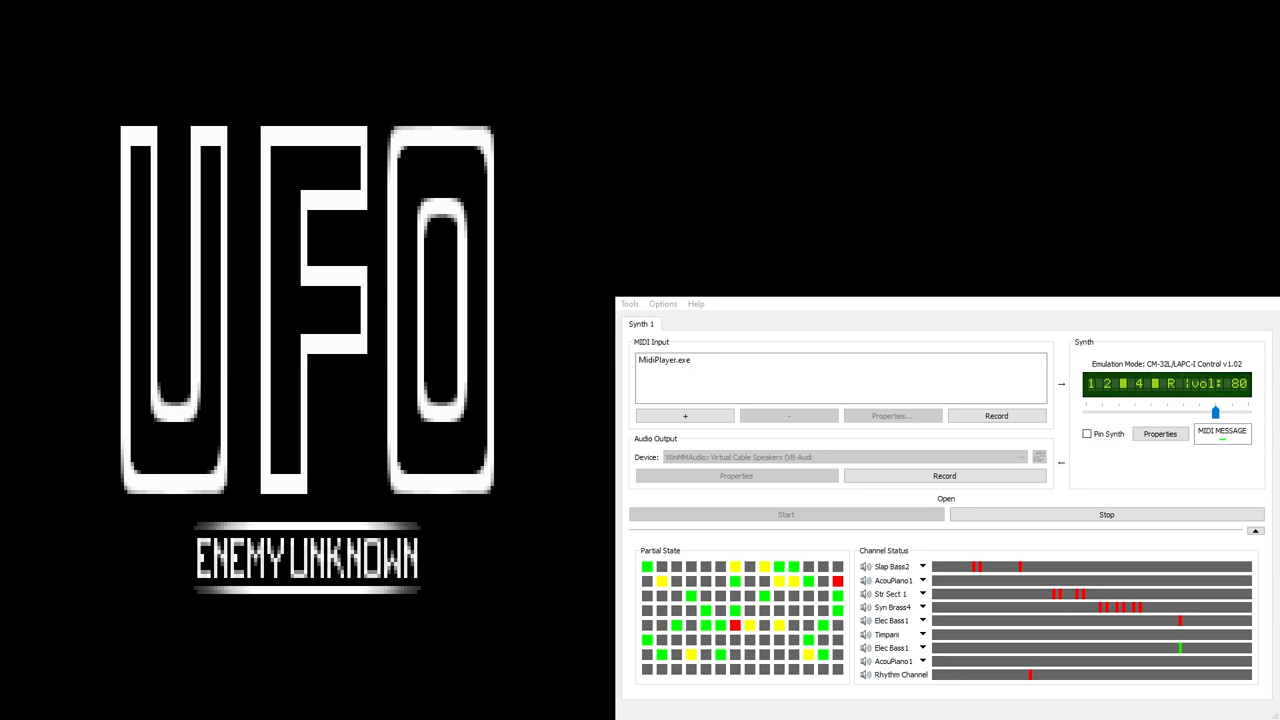 UFO
ENEMY UNKNOWN
Tools Options Help
Synth 1
MIDI Input
MidiPlayer.exe
+ - Properties... Record
Audio Output
Device: WinMMAudio: Virtual Cable Speakers (VB-Audi
Properties Record
→
←
Synth
Emulation Mode: CM-32L/LAPC-I Control v1.02
1 2 4 R |vol: 80
Pin Synth Properties MIDI MESSAGE
Open
Start Stop
Partial State
Channel Status
Slap Bass2
AcouPiano1
Str Sect 1
Syn Brass4
Elec Bass1
Timpani
Elec Bass1
AcouPiano1
Rhythm Channel